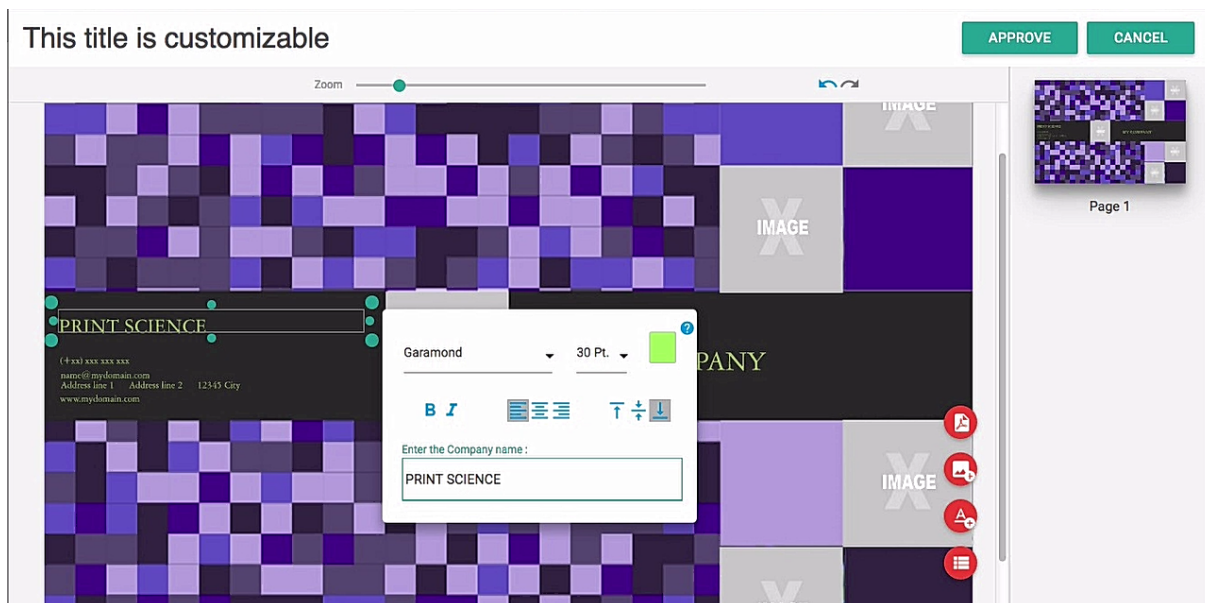 This title is customizable
APPROVE
CANCEL
Zoom
IMAGE
IMAGE
Page 1
PRINT SCIENCE
(+xx) xxx xxx xxx
name@mydomain.com
Address line 1 Address line 2 12345 City
www.mydomain.com
Garamond
30 Pt.
?
PANY
B I
Enter the Company name :
PRINT SCIENCE
IMAGE